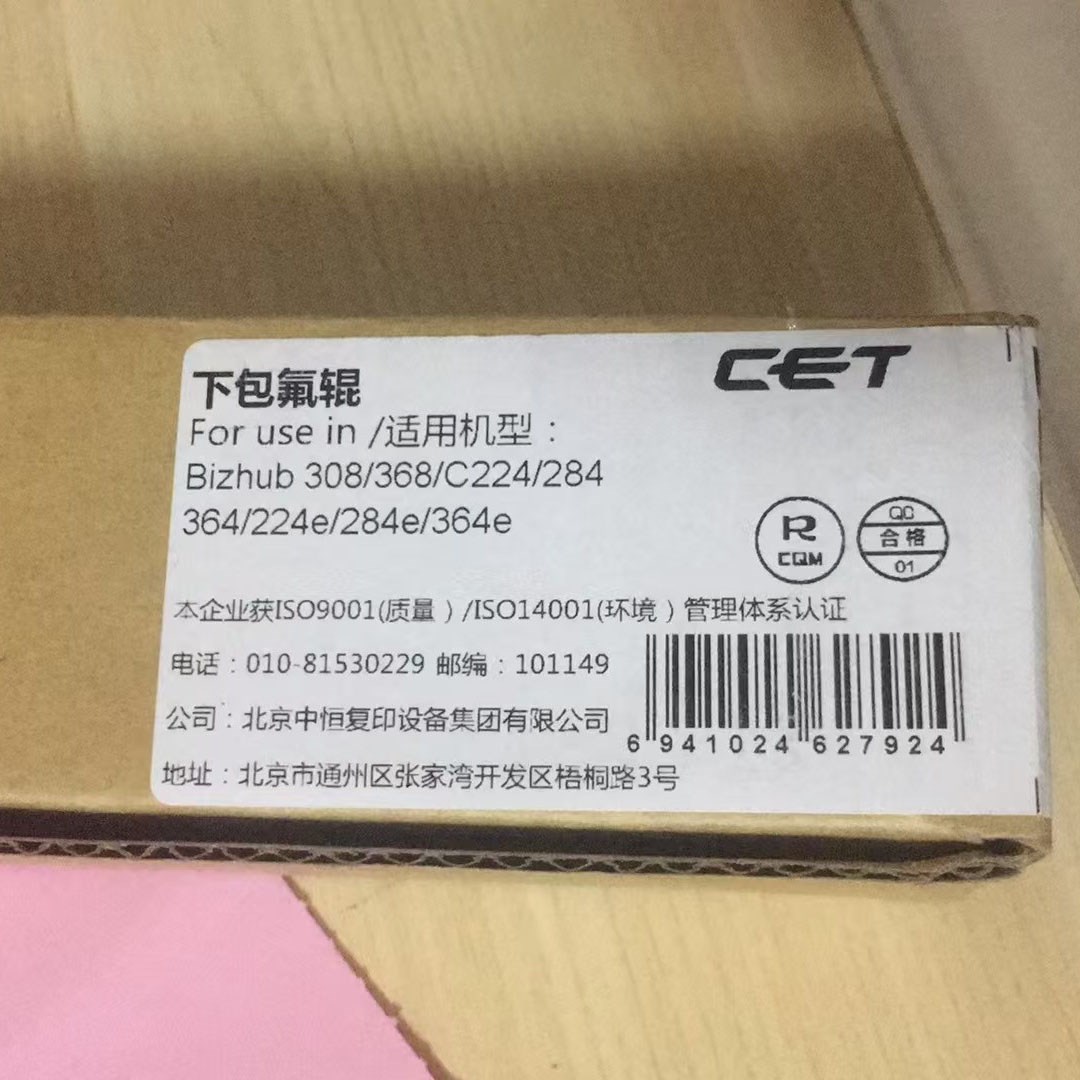 CET
下包氟辊
For use in /适用机型：
Bizhub 308/368/C224/284
364/224e/284e/364e
R
CQM
QC
合格
01
本企业获ISO9001(质量）/ISO14001(环境）管理体系认证
电话：010-81530229 邮编：101149
公司：北京中恒复印设备集团有限公司
地址：北京市通州区张家湾开发区梧桐路3号
6 941024 627924